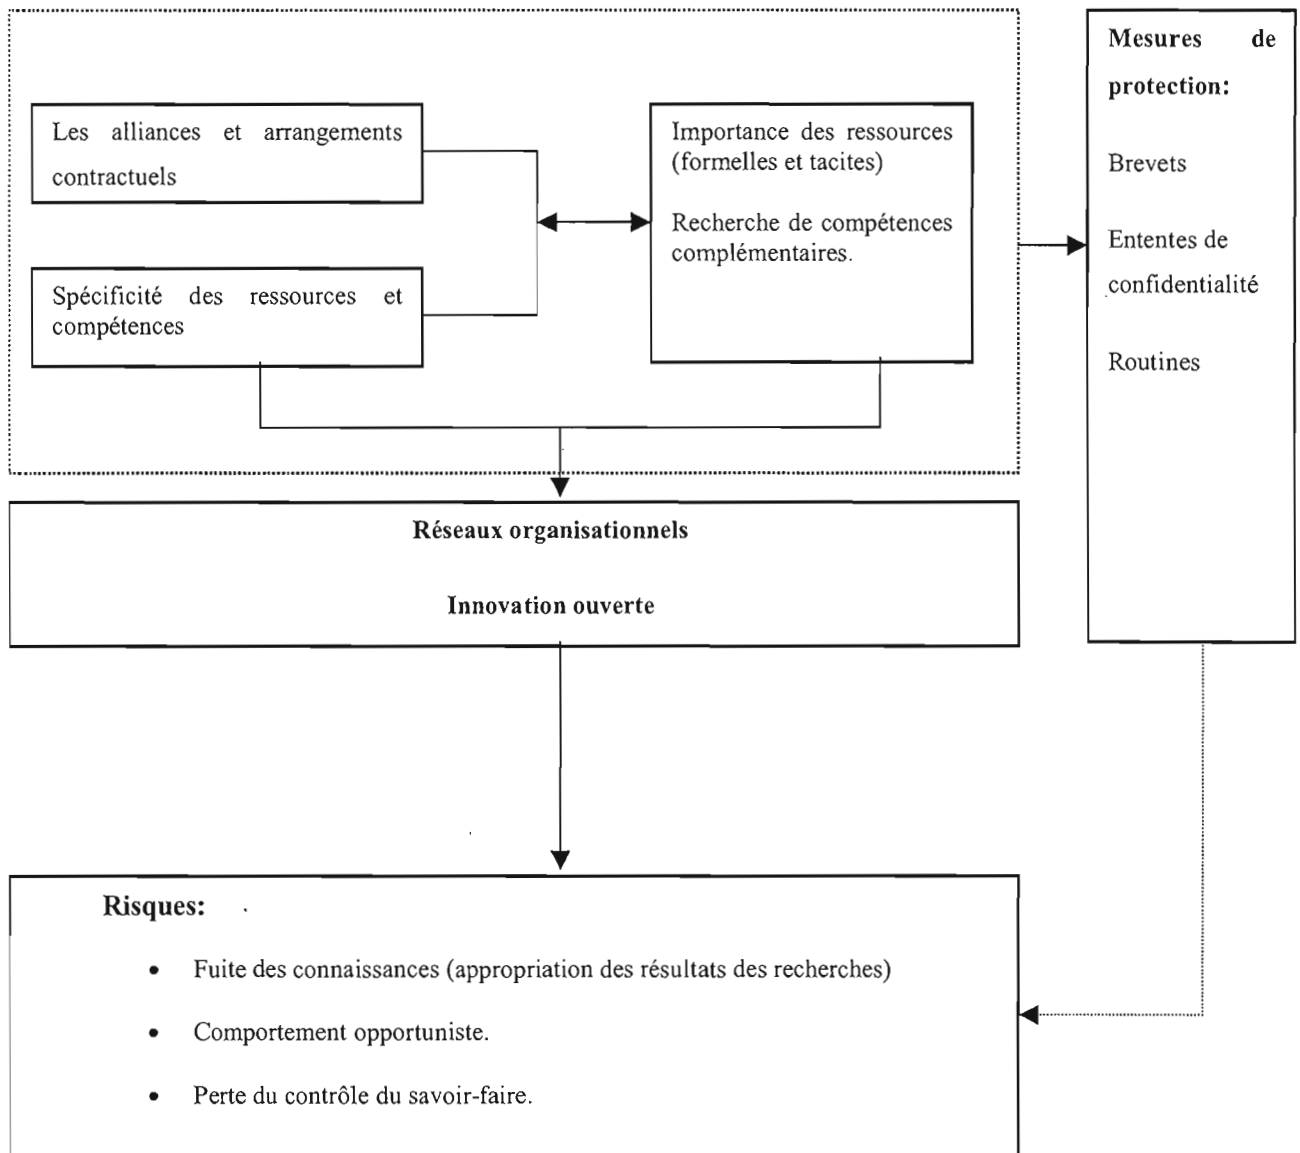 Les alliances et arrangements
contractuels
Spécificité des ressources et
compétences
Importance des ressources
(formelles et tacites)
Recherche de compétences
complémentaires.
Mesures de
protection:
Brevets
Ententes de
confidentialité
Routines
Réseaux organisationnels
Innovation ouverte
Risques:
• Fuite des connaissances (appropriation des résultats des recherches)
• Comportement opportuniste.
• Perte du contrôle du savoir-faire.